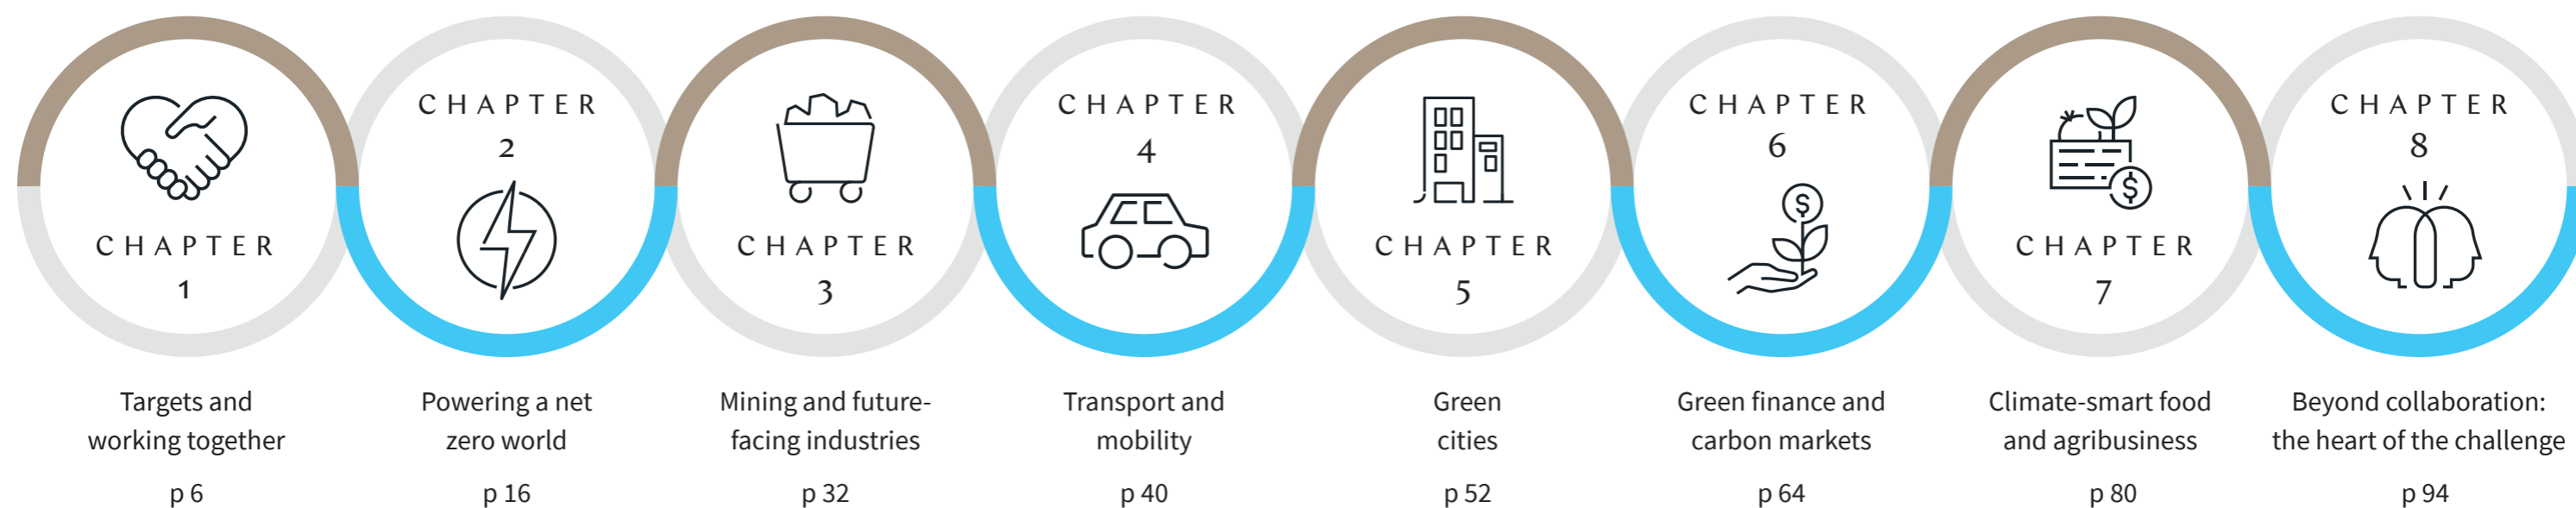 CHAPTER
1
Targets and
working together
p 6
CHAPTER
2
Powering a net
zero world
p 16
CHAPTER
3
Mining and future-
facing industries
p 32
CHAPTER
4
Transport and
mobility
p 40
CHAPTER
5
Green
cities
p 52
CHAPTER
6
$
Green finance and
carbon markets
p 64
$
CHAPTER
7
Climate-smart food
and agribusiness
p 80
CHAPTER
8
Beyond collaboration:
the heart of the challenge
p 94